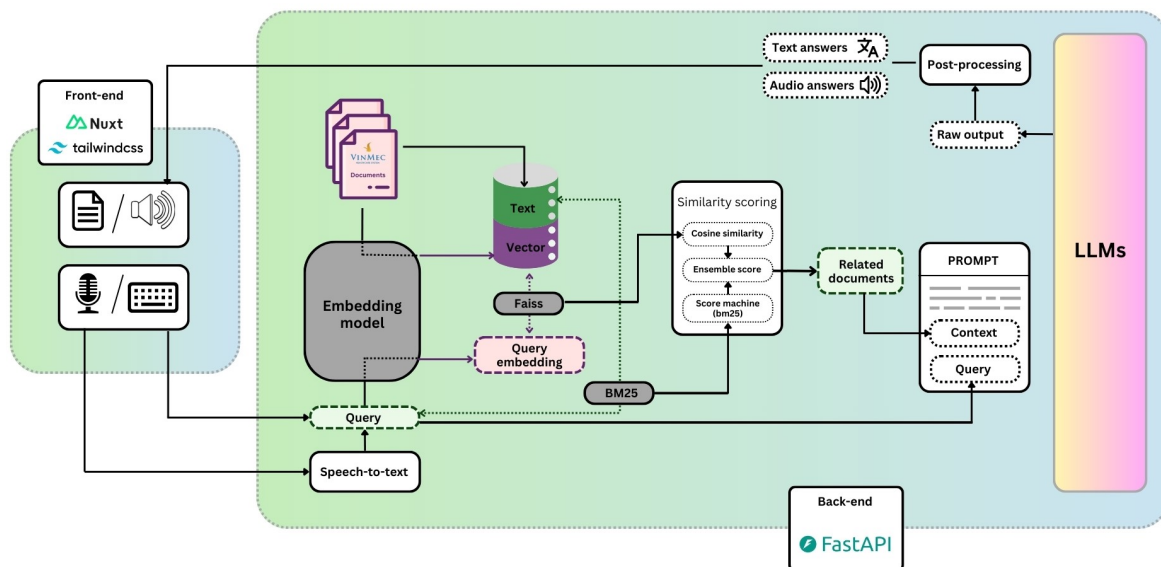 Front-end
Nuxt
tailwindcss
Text answers
Audio answers
Post-processing
Raw output
LLMs
VINMEC
Documents
Text
Vector
Embedding
model
Faiss
Query
embedding
BM25
Query
Speech-to-text
Similarity scoring
Cosine similarity
Ensemble score
Score machine
(bm25)
Related
documents
PROMPT
Context
Query
Back-end
FastAPI